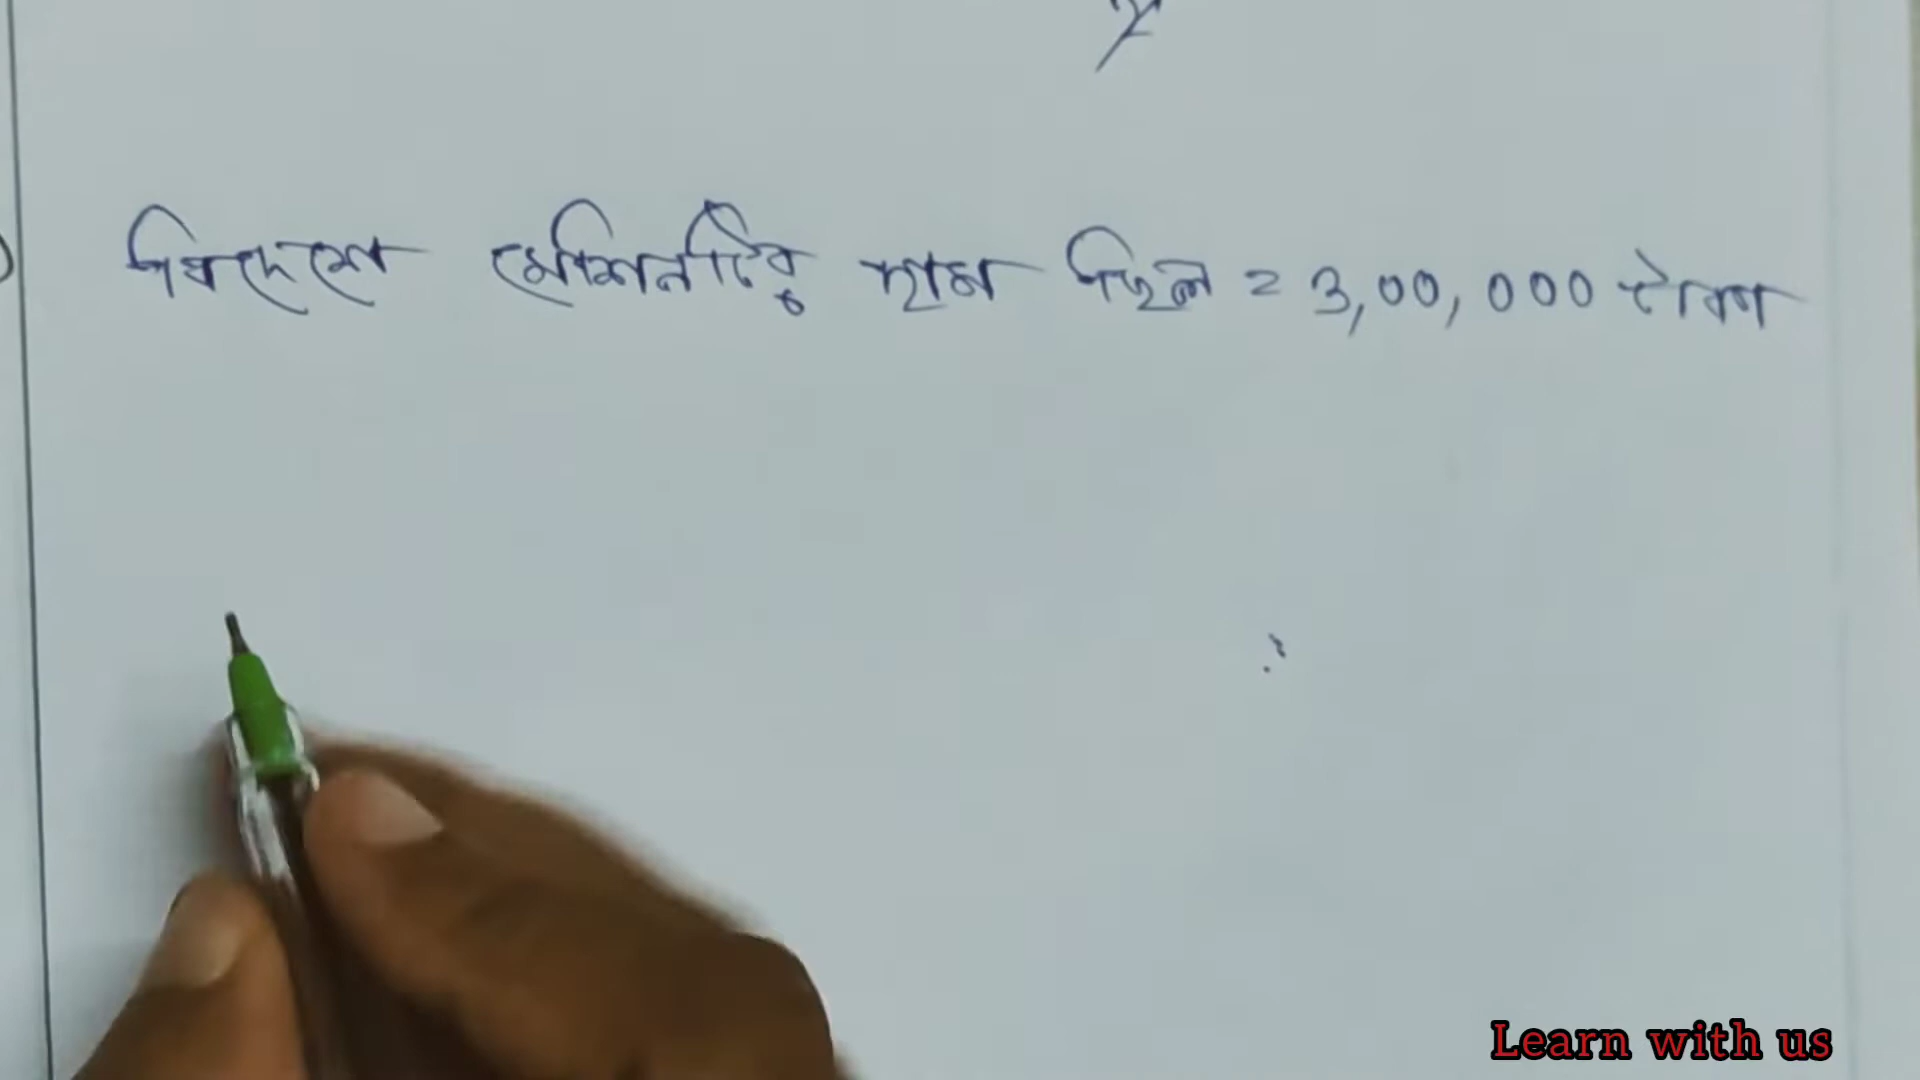 বিদেশে মেশিনটির দাম ছিল = 3,00,000 টাকা
Learn with us